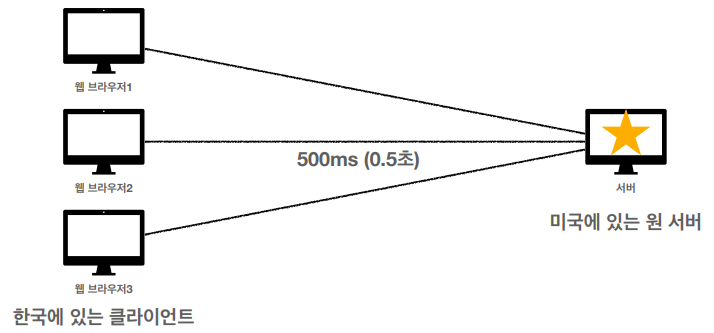 웹 브라우저1
웹 브라우저2
500ms (0.5초)
서버
미국에 있는 원 서버
웹 브라우저3
한국에 있는 클라이언트